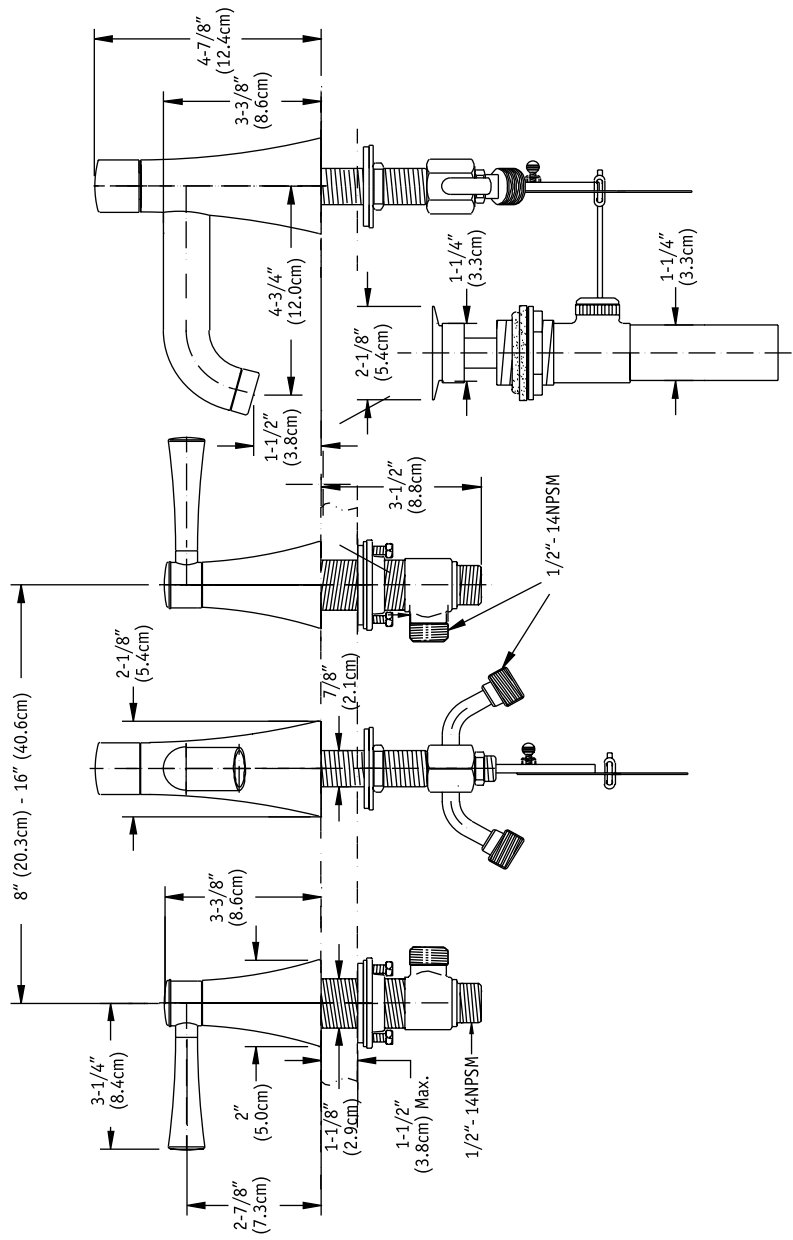 4-7/8"
(12.4cm)
3-3/8"
(8.6cm)
4-3/4"
(12.0cm)
1-1/4"
(3.3cm)
1-1/4"
(3.3cm)
2-1/8"
(5.4cm)
1-1/2"
(3.8cm)
3-1/2"
(8.8cm)
1/2"- 14NPSM
2-1/8"
(5.4cm)
7/8"
(2.1cm)
8" (20.3cm) - 16" (40.6cm)
3-3/8"
(8.6cm)
3-1/4"
(8.4cm)
2"
(5.0cm)
1-1/8"
(2.9cm)
1-1/2"
(3.8cm) Max.
1/2"- 14NPSM
2-7/8"
(7.3cm)